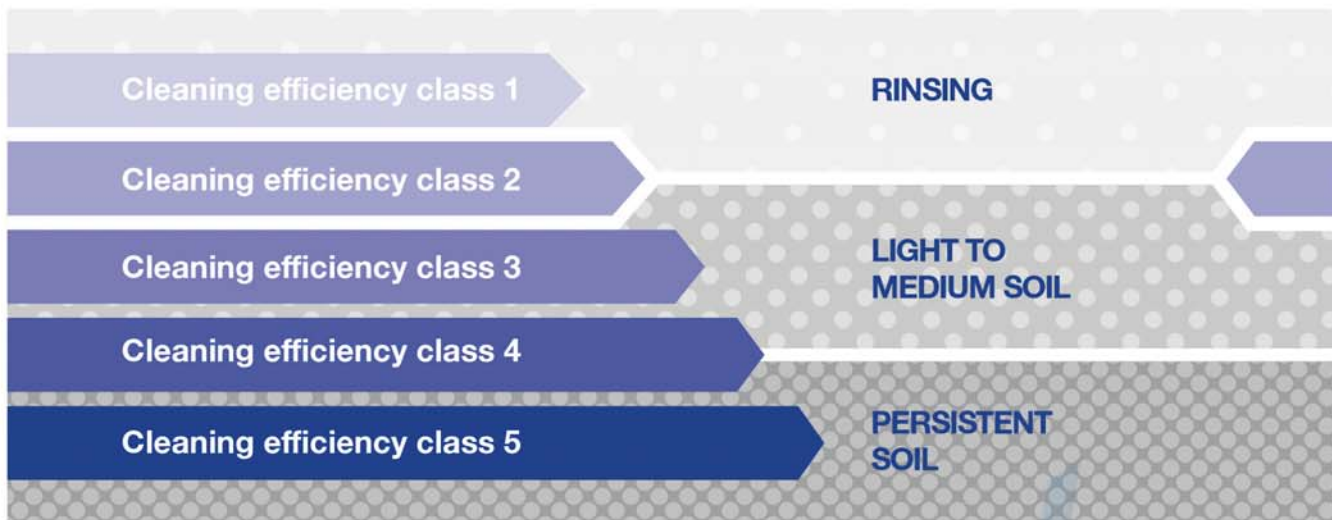 Cleaning efficiency class 1
RINSING
Cleaning efficiency class 2
Cleaning efficiency class 3
LIGHT TO
MEDIUM SOIL
Cleaning efficiency class 4
Cleaning efficiency class 5
PERSISTENT
SOIL